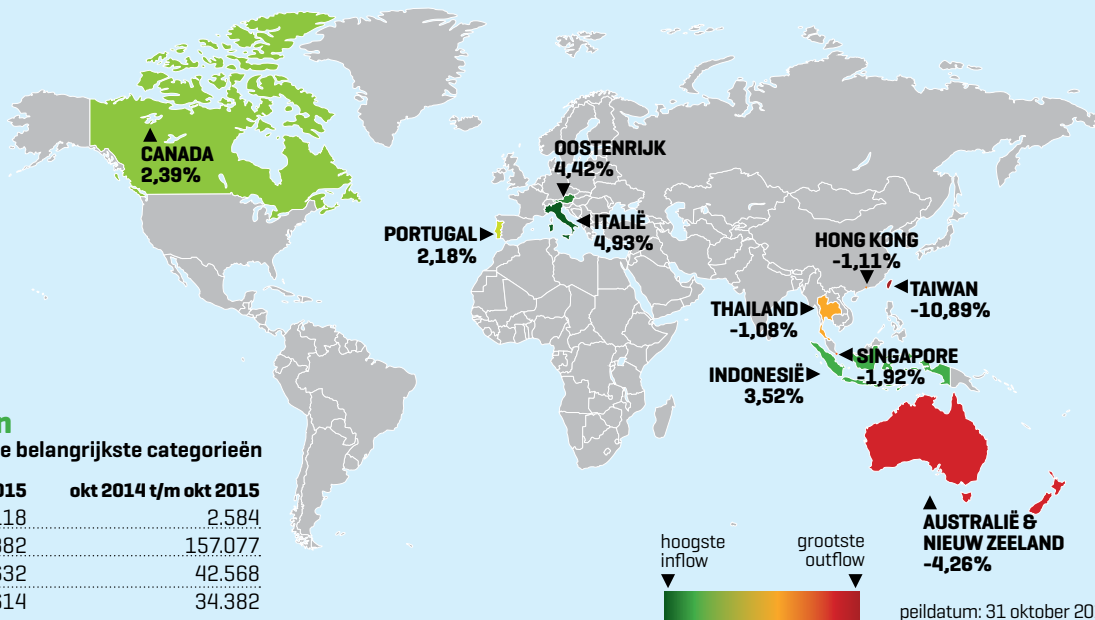 CANADA
2,39%
OOSTENRIJK
4,42%
PORTUGAL
2,18%
ITALIË
4,93%
HONG KONG
-1,11%
TAIWAN
-10,89%
THAILAND
-1,08%
SINGAPORE
-1,92%
INDONESIË
3,52%
AUSTRALIË &
NIEUW ZEELAND
-4,26%
belangrijkste categorieën
okt 2014 t/m okt 2015
2.584
157.077
42.568
34.382
hoogste
inflow
grootste
outflow
peildatum: 31 oktober